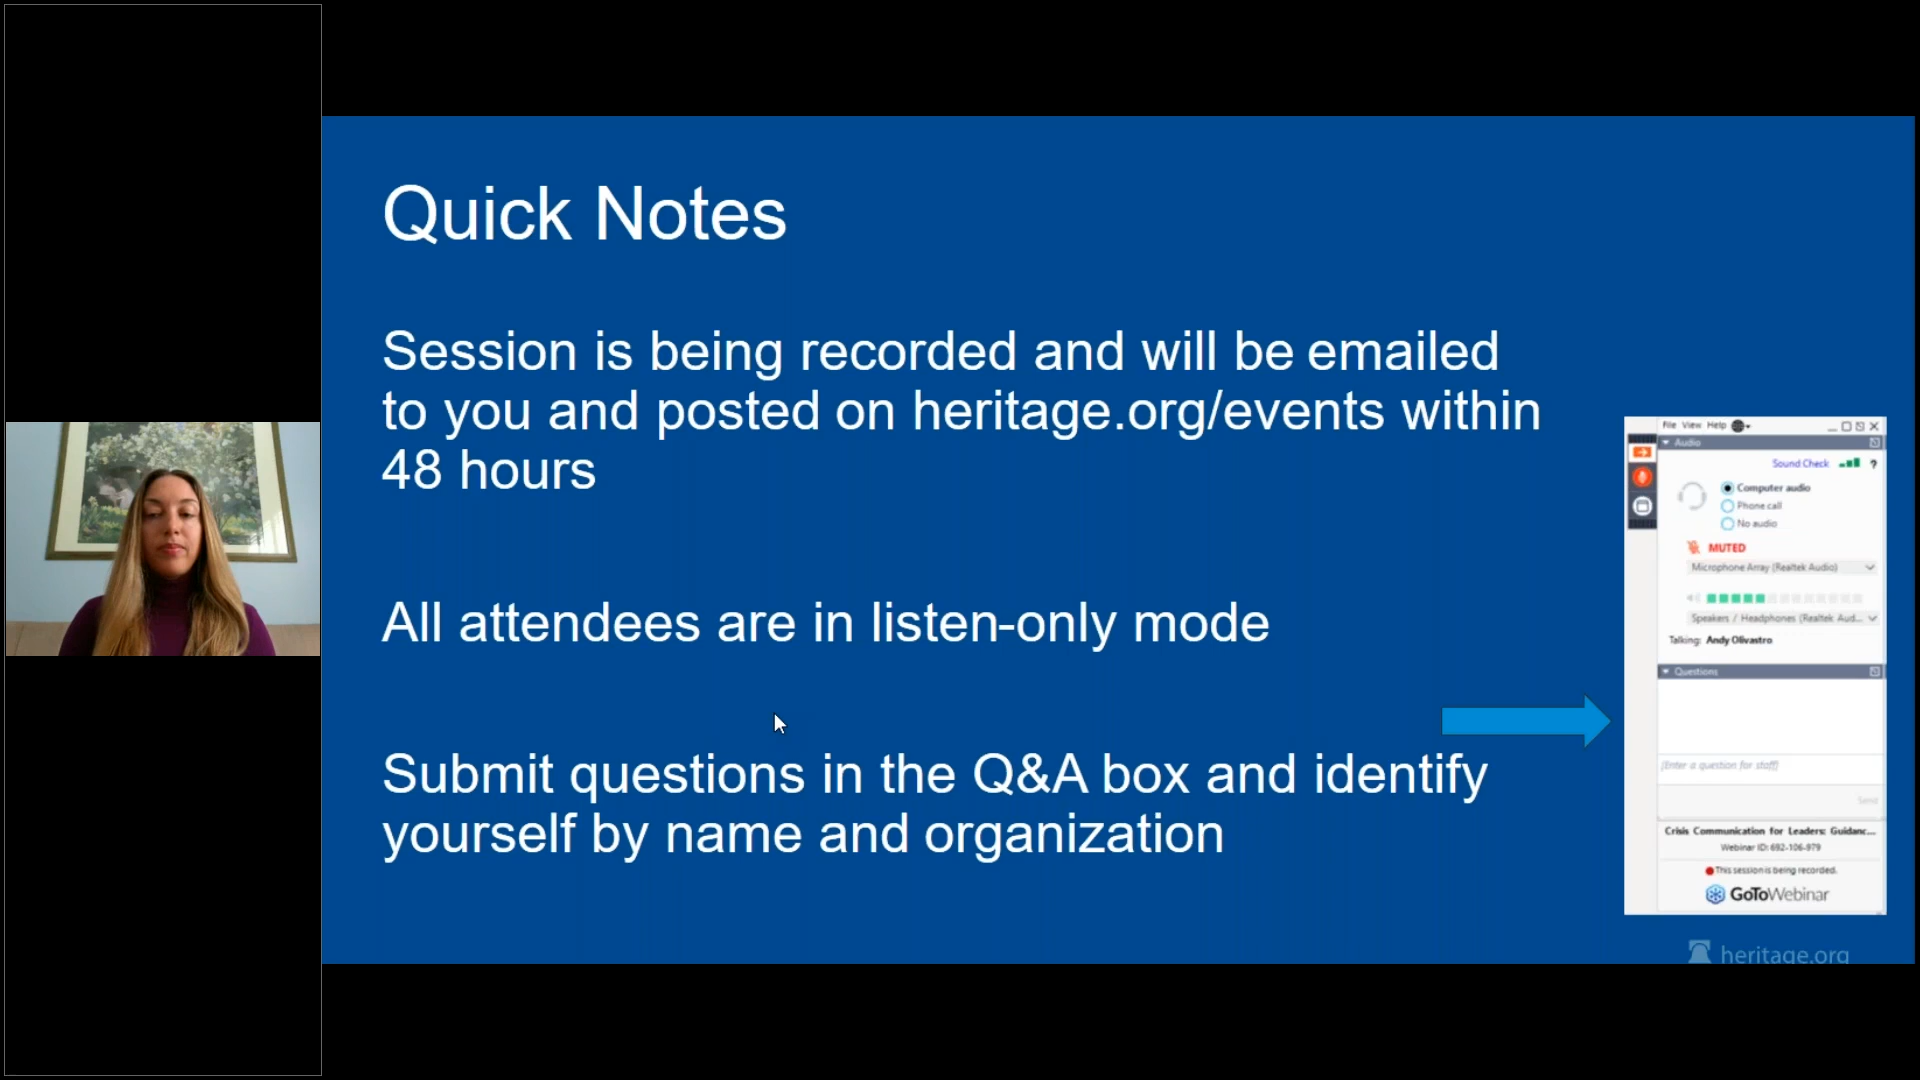 Quick Notes
Session is being recorded and will be emailed
to you and posted on heritage.org/events within
48 hours
All attendees are in listen-only mode
Submit questions in the Q&A box and identify
yourself by name and organization
File View Help
Audio
Sound Check ?
Computer audio
Phone call
No audio
MUTED
Microphone Array (Realtek Audio)
Speakers / Headphones (Realtek Aud...
Talking: Andy Olivastro
Questions
[Enter a question for staff]
Send
Crisis Communication for Leaders: Guidanc...
Webinar ID: 692-106-979
This session is being recorded.
GoToWebinar
heritage.org